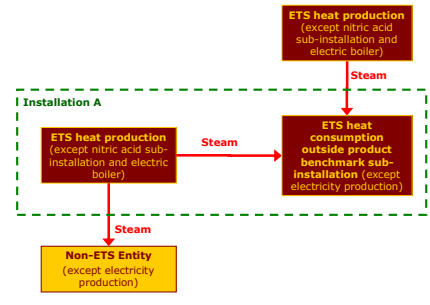 ETS heat production
(except nitric acid
sub-installation and
electric boiler)
Steam
Installation A
ETS heat production
(except nitric acid sub-
installation and electric
boiler)
Steam
ETS heat
consumption
outside product
benchmark sub-
installation (except
electricity production)
Steam
Non-ETS Entity
(except electricity
production)